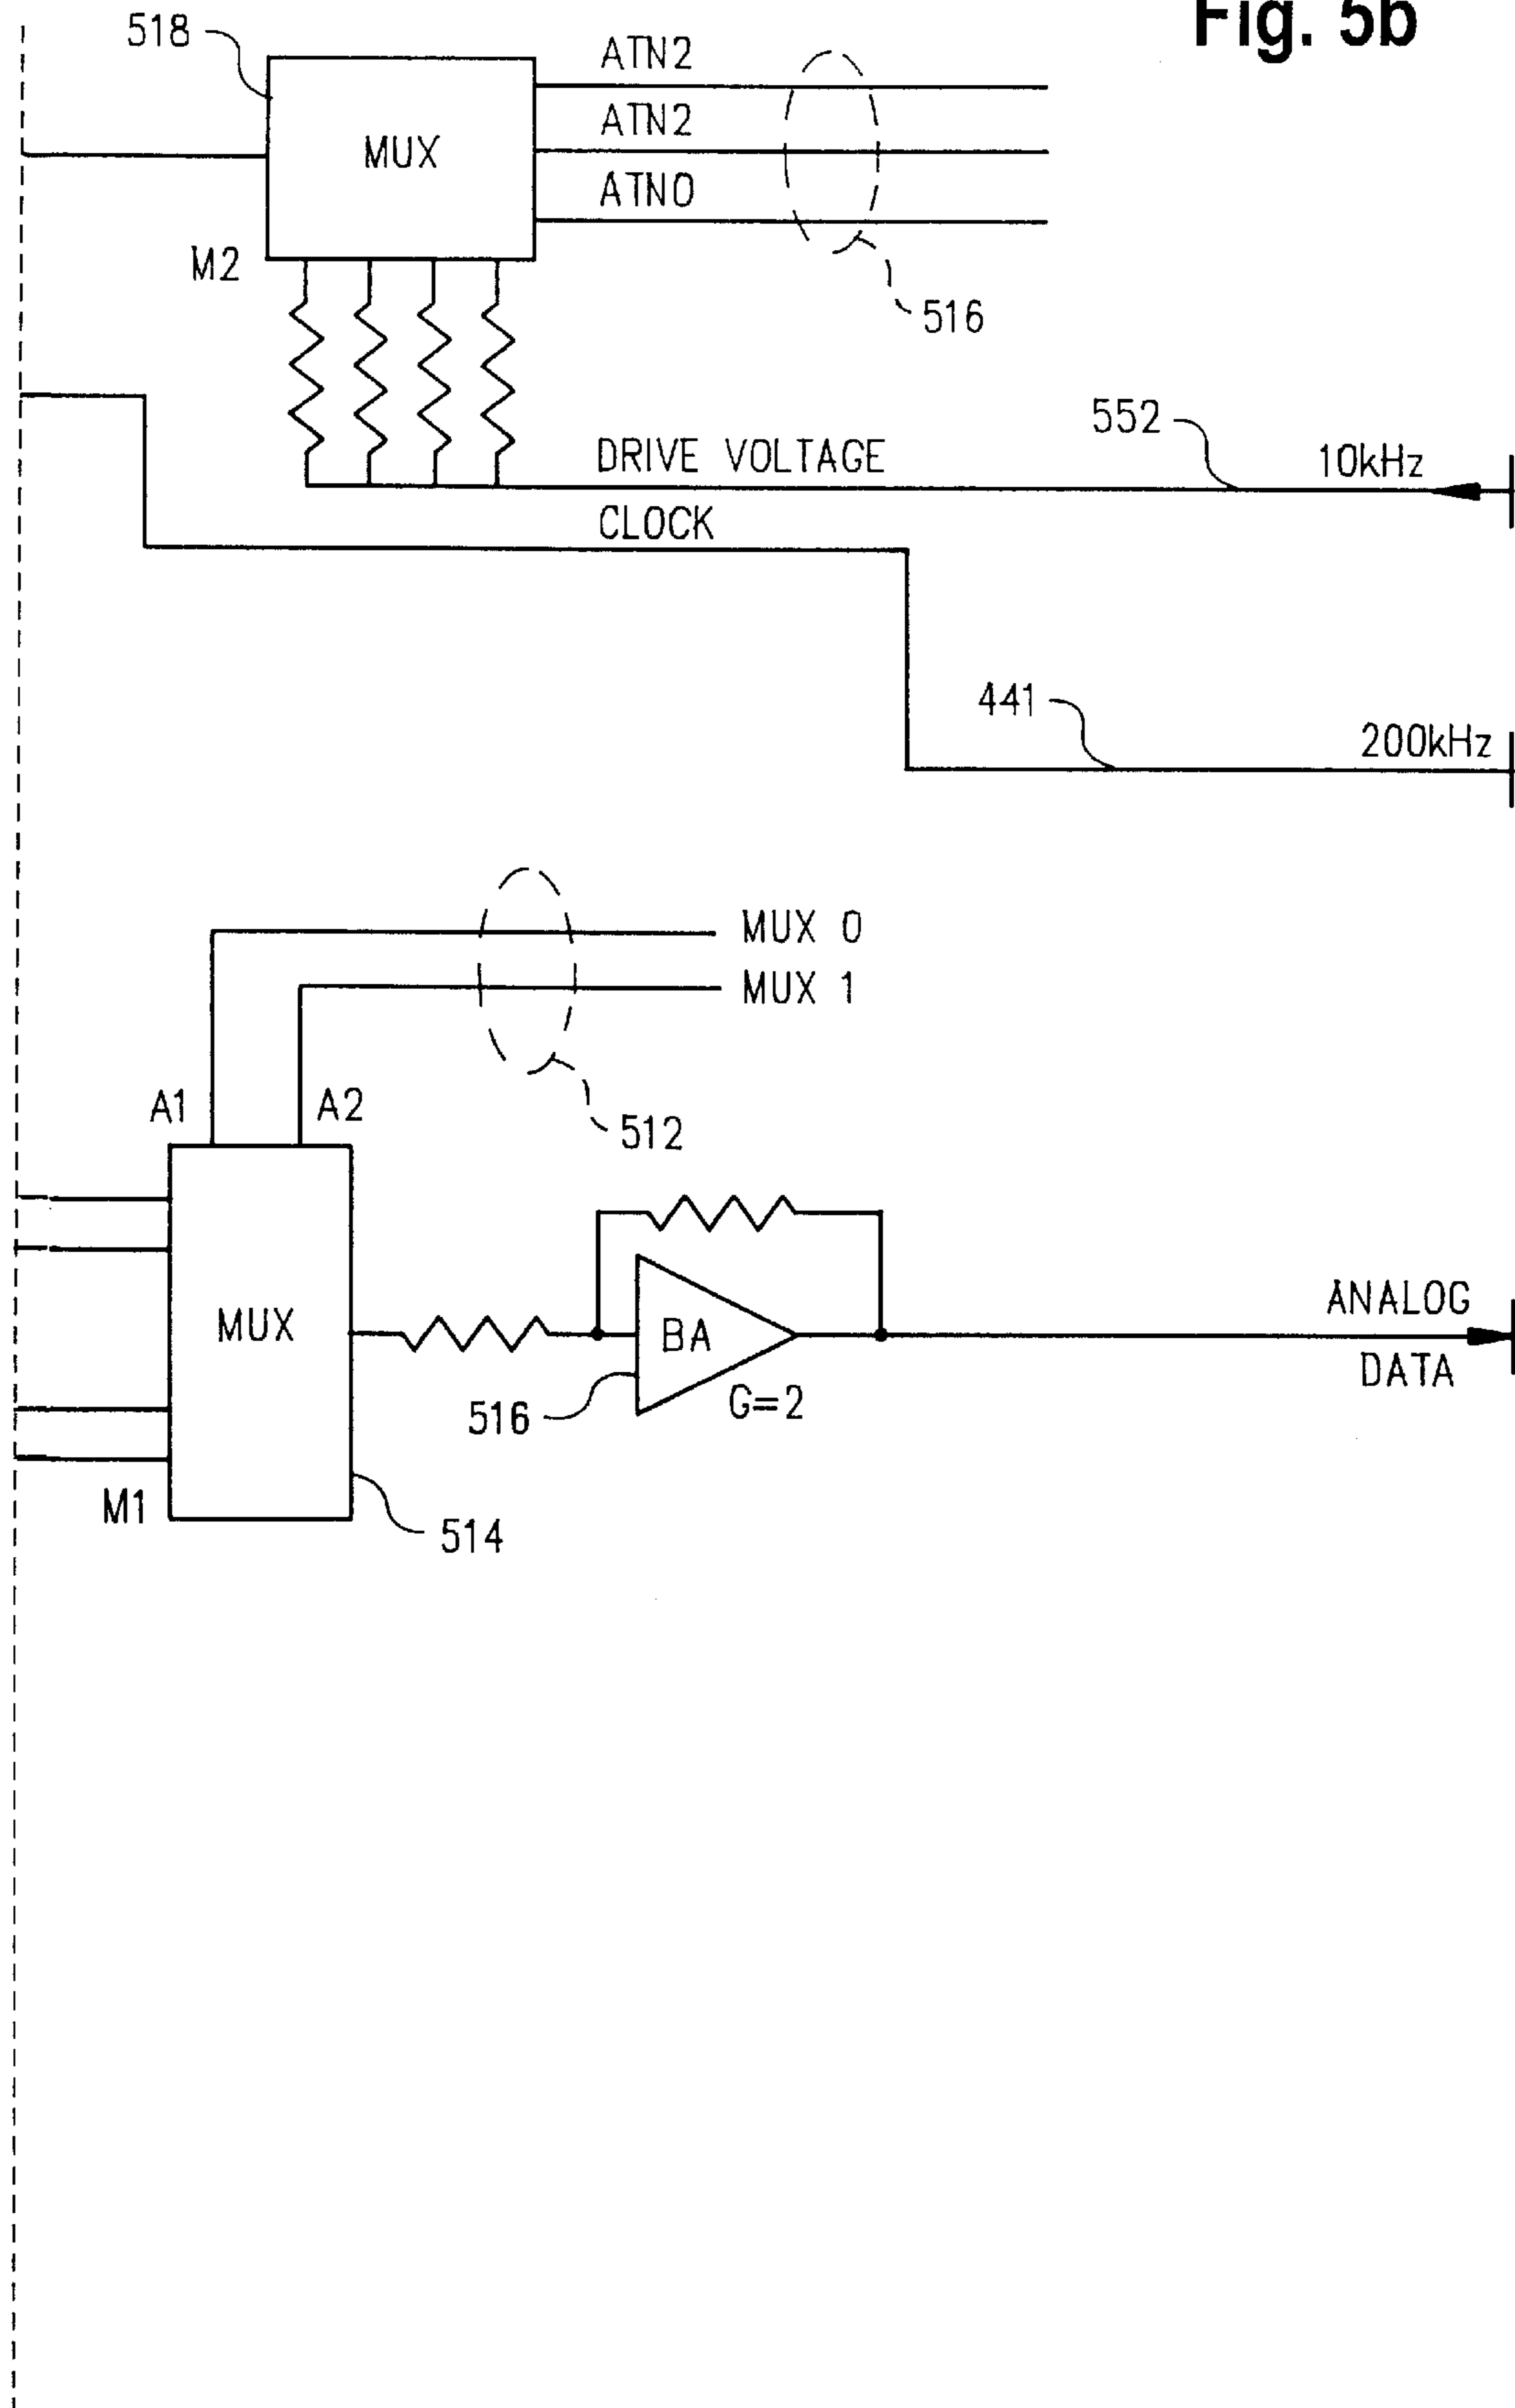 Fig. 5b
518
ATN2
MUX
ATN2
ATN0
M2
516
552
DRIVE VOLTAGE
10kHz
CLOCK
441
200kHz
MUX 0
MUX 1
A1
A2
512
MUX
BA
ANALOG
DATA
516
G=2
M1
514